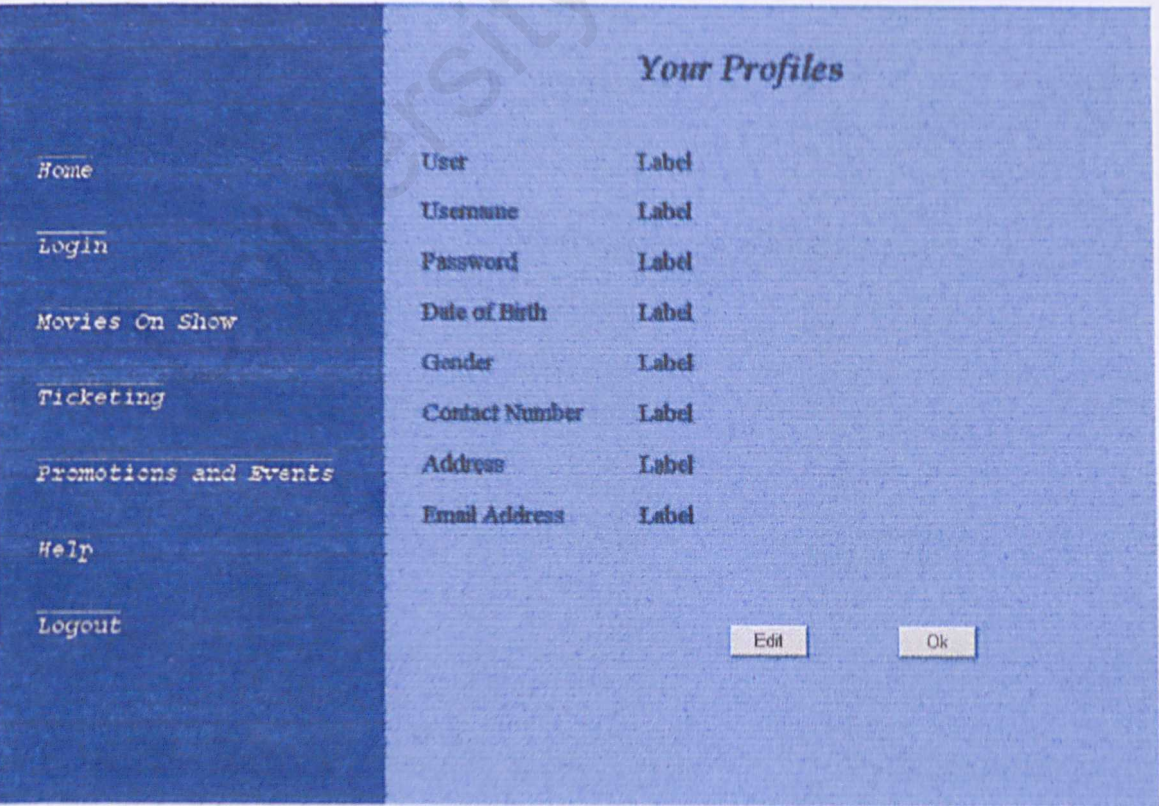 Your Profiles
Home
Login
Movies On Show
Ticketing
Promotions and Events
Help
Logout
User Label
Username Label
Password Label
Date of Birth Label
Gender Label
Contact Number Label
Address Label
Email Address Label
Edit Ok